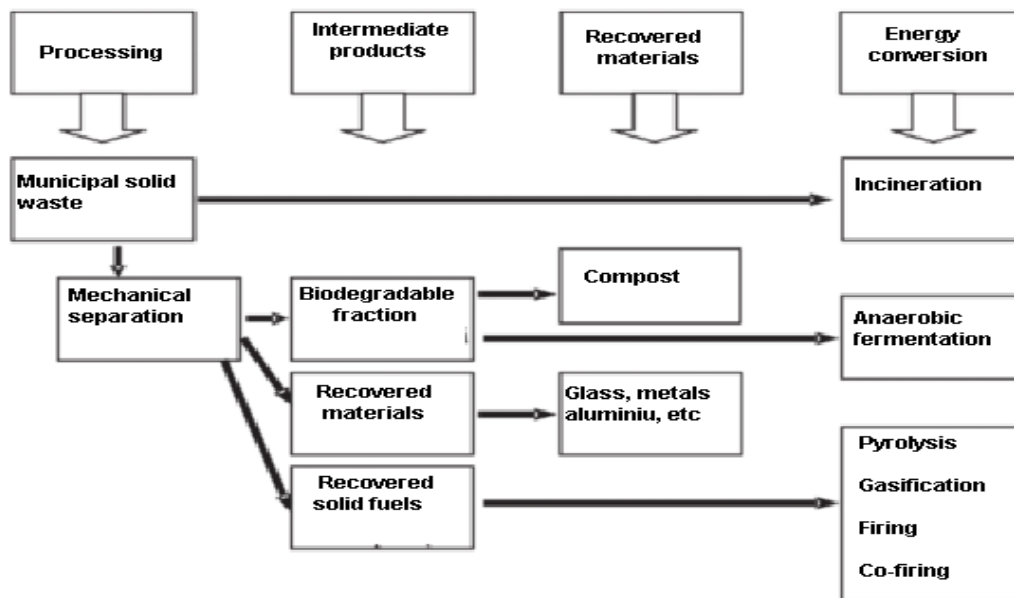 Processing
Intermediate
products
Recovered
materials
Energy
conversion
Municipal solid
waste
Incineration
Mechanical
separation
Biodegradable
fraction
Compost
Anaerobic
fermentation
Recovered
materials
Glass, metals
aluminiu, etc
Recovered
solid fuels
Pyrolysis
Gasification
Firing
Co-firing